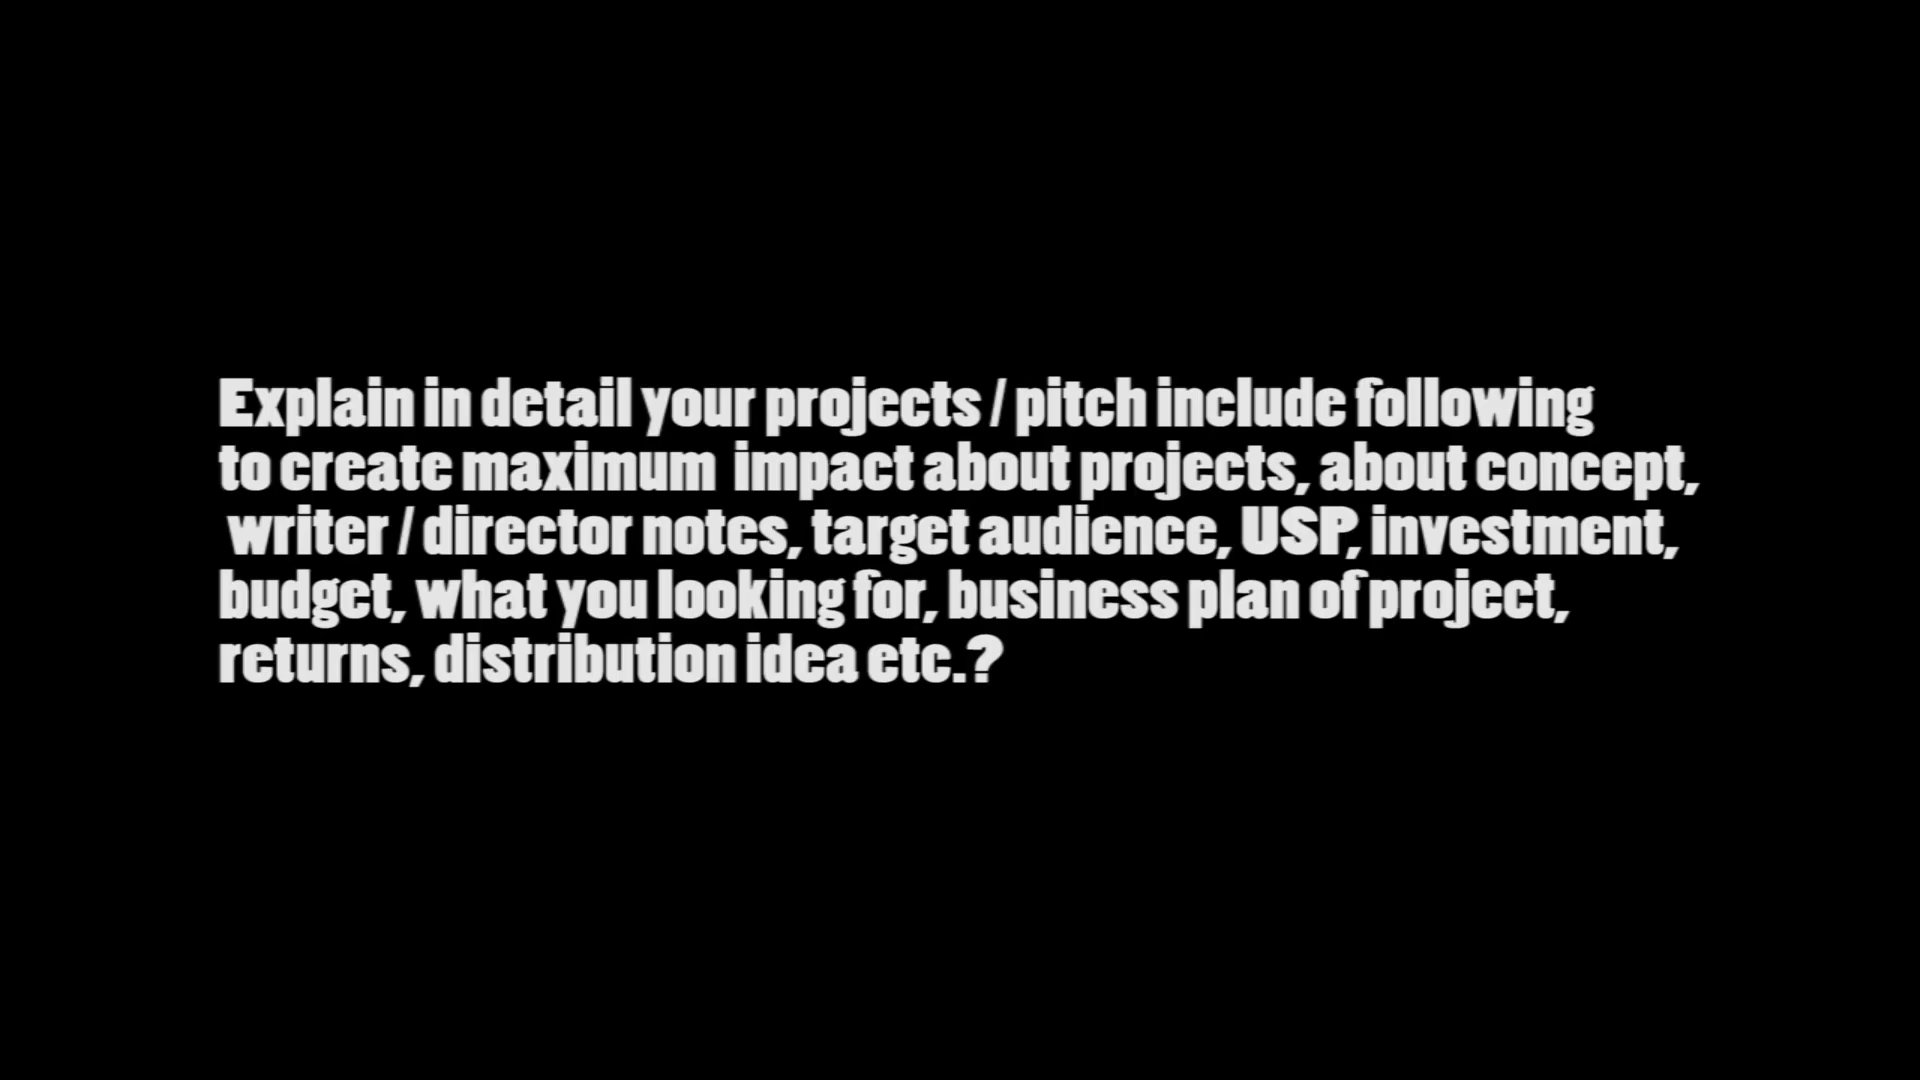 Explain in detail your projects / pitch include following
to create maximum impact about projects, about concept,
writer / director notes, target audience, USP, investment,
budget, what you looking for, business plan of project,
returns, distribution idea etc.?